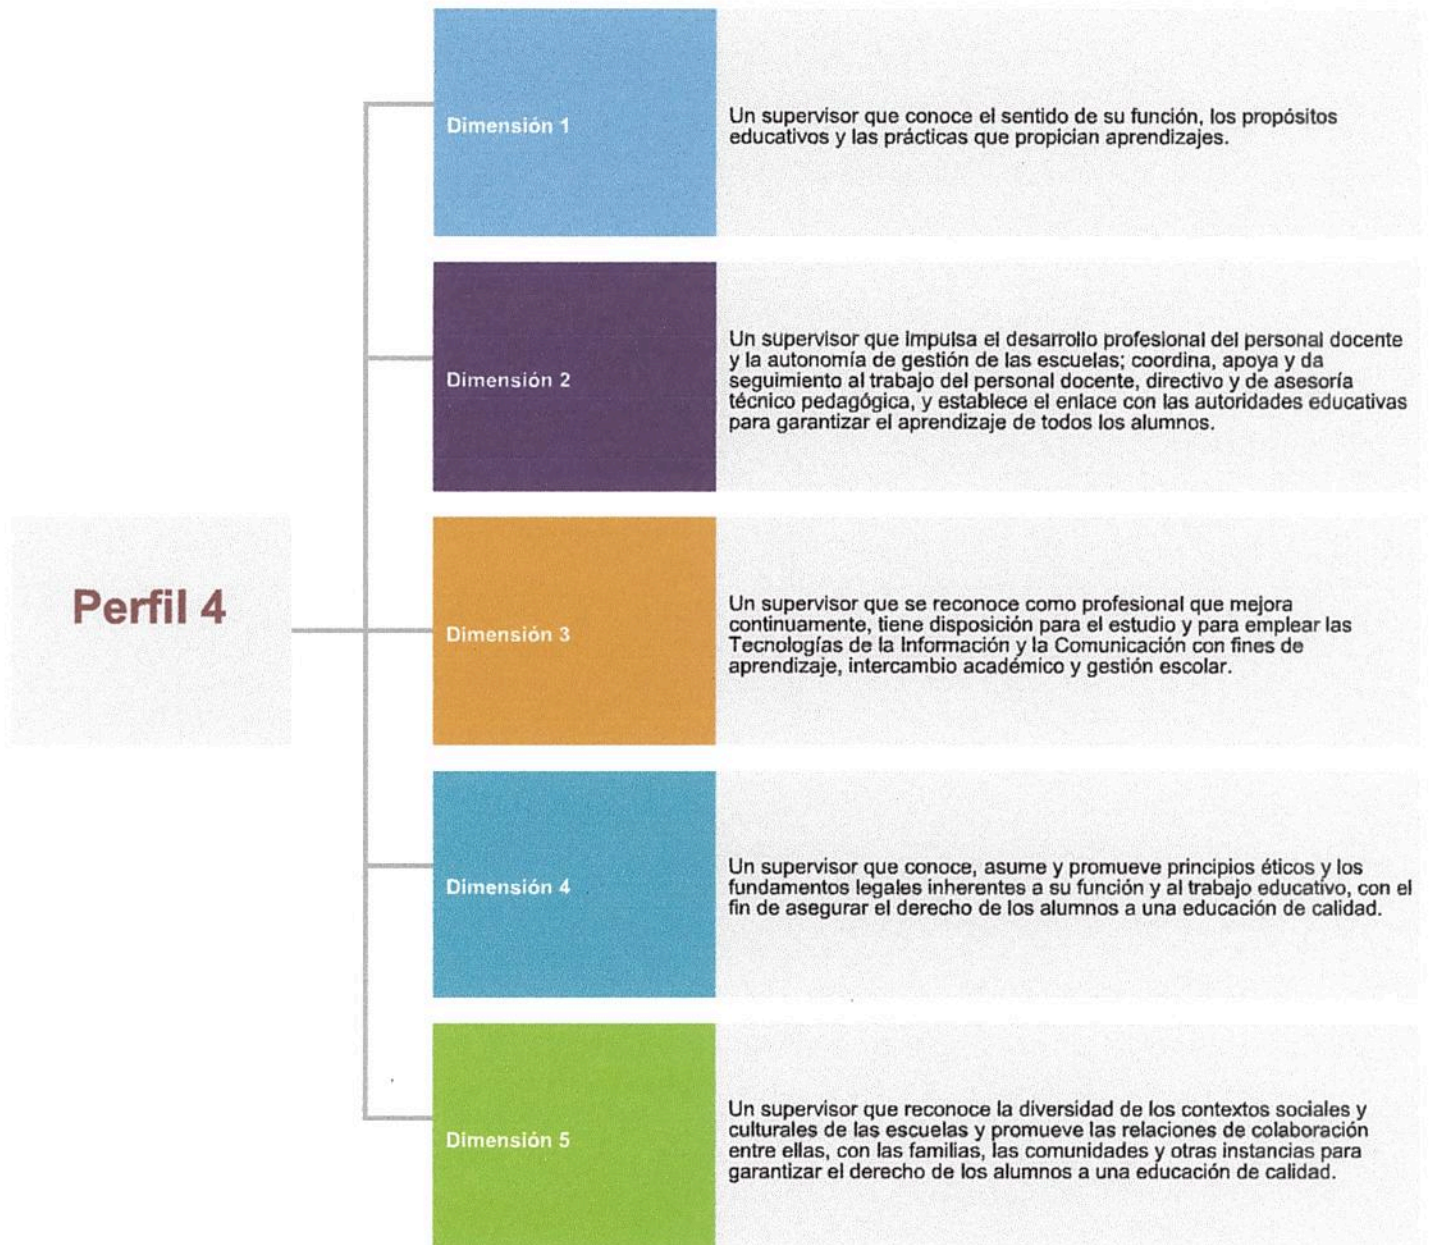 Dimensión 1
Un supervisor que conoce el sentido de su función, los propósitos
educativos y las prácticas que propician aprendizajes.
Dimensión 2
Un supervisor que impulsa el desarrollo profesional del personal docente
y la autonomía de gestión de las escuelas; coordina, apoya y da
seguimiento al trabajo del personal docente, directivo y de asesoría
técnico pedagógica, y establece el enlace con las autoridades educativas
para garantizar el aprendizaje de todos los alumnos.
Perfil 4
Dimensión 3
Un supervisor que se reconoce como profesional que mejora
continuamente, tiene disposición para el estudio y para emplear las
Tecnologías de la Información y la Comunicación con fines de
aprendizaje, intercambio académico y gestión escolar.
Dimensión 4
Un supervisor que conoce, asume y promueve principios éticos y los
fundamentos legales inherentes a su función y al trabajo educativo, con el
fin de asegurar el derecho de los alumnos a una educación de calidad.
Dimensión 5
Un supervisor que reconoce la diversidad de los contextos sociales y
culturales de las escuelas y promueve las relaciones de colaboración
entre ellas, con las familias, las comunidades y otras instancias para
garantizar el derecho de los alumnos a una educación de calidad.